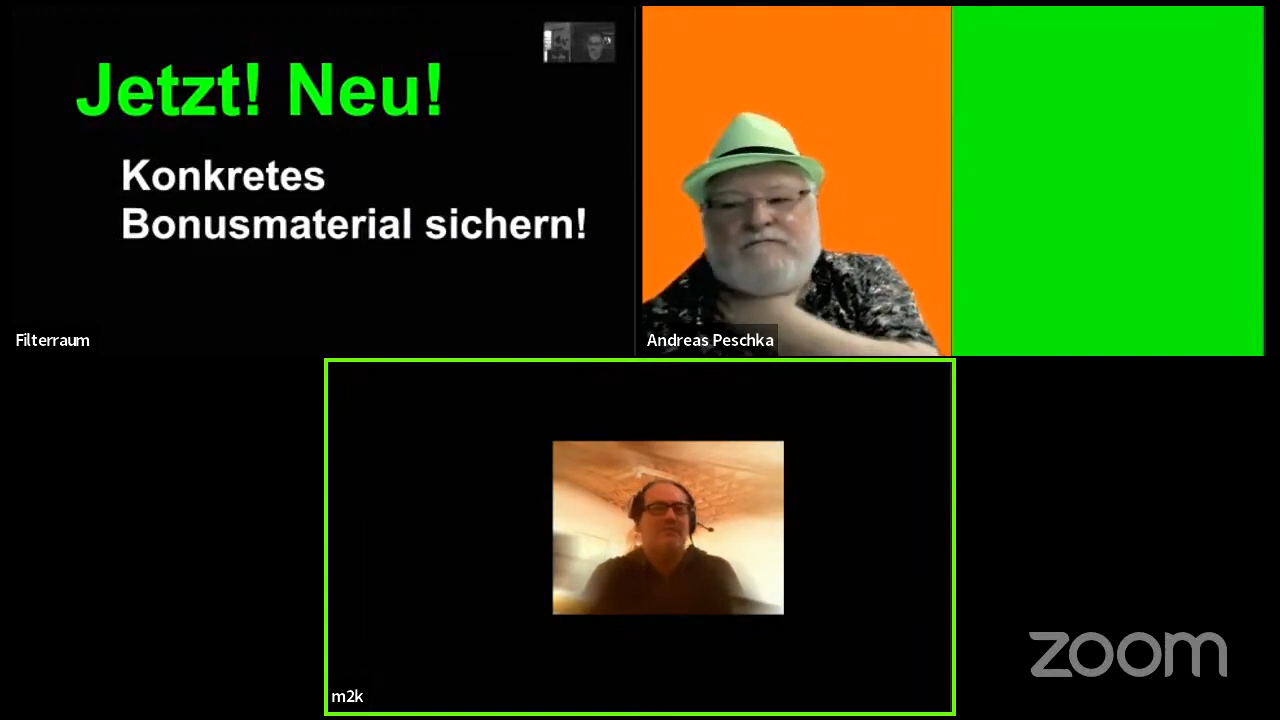 Jetzt! Neu!
Konkretes
Bonusmaterial sichern!
Filterraum
Andreas Peschka
m2k
zoom